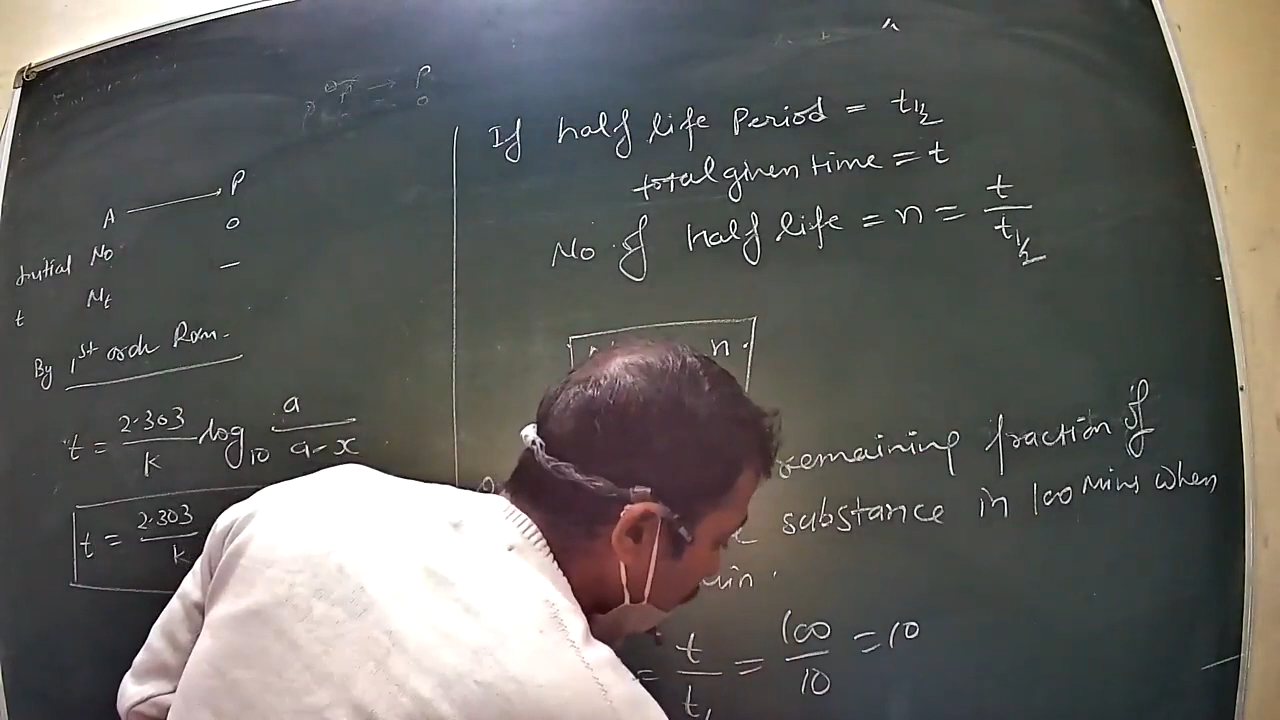 P
0
A ⟶ P
Initial No 0
t Nt —
By 1st orde Rxn.
t = 2.303/k log10 a/a-x
t = 2.303/k
If half life Period = t1/2
total given time = t
No. of half life = n = t/t1/2
n
remaining fraction of
substance in 100 mins when
min.
= t/t1 = 100/10 = 10